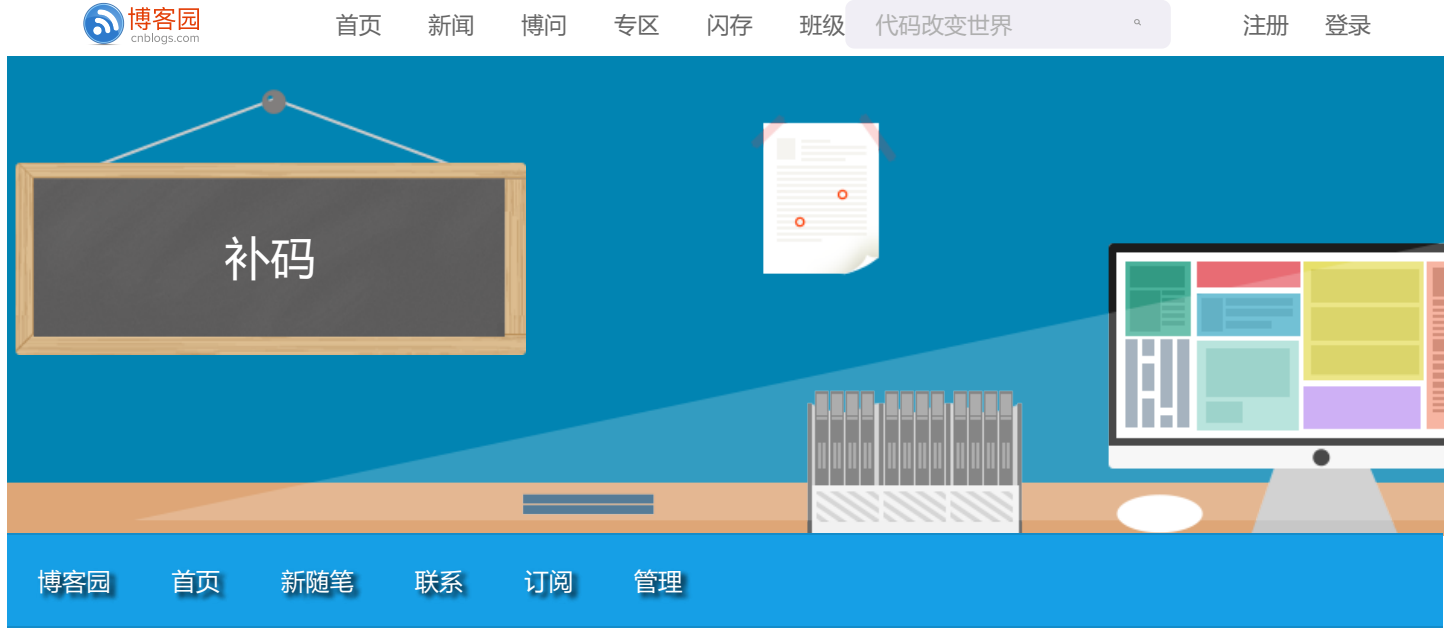 博客园 首页 新闻 博问 专区 闪存 班级 代码改变世界 注册 登录
cnblogs.com
补码
博客园 首页 新随笔 联系 订阅 管理